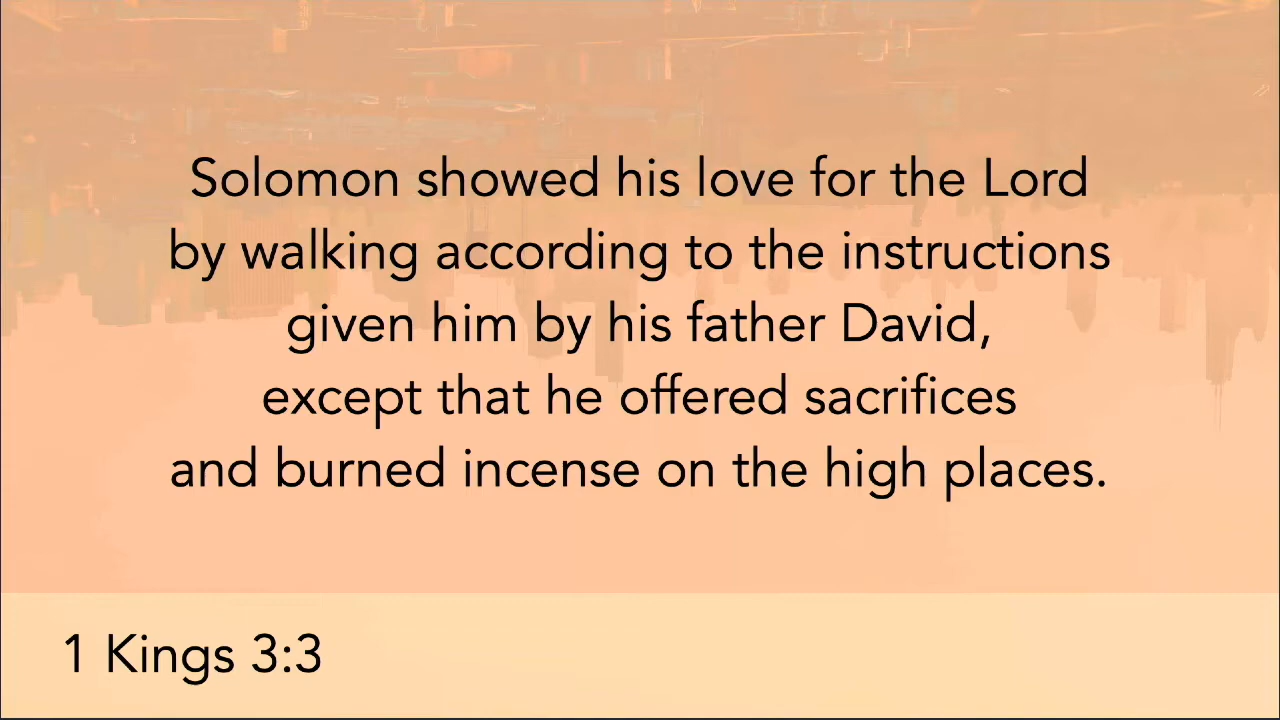 Solomon showed his love for the Lord
by walking according to the instructions
given him by his father David,
except that he offered sacrifices
and burned incense on the high places.
1 Kings 3:3